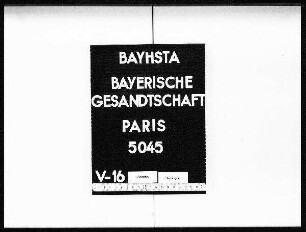 BAYHSTA
BAYERISCHE
GESANDTSCHAFT
PARIS
5045
V-16